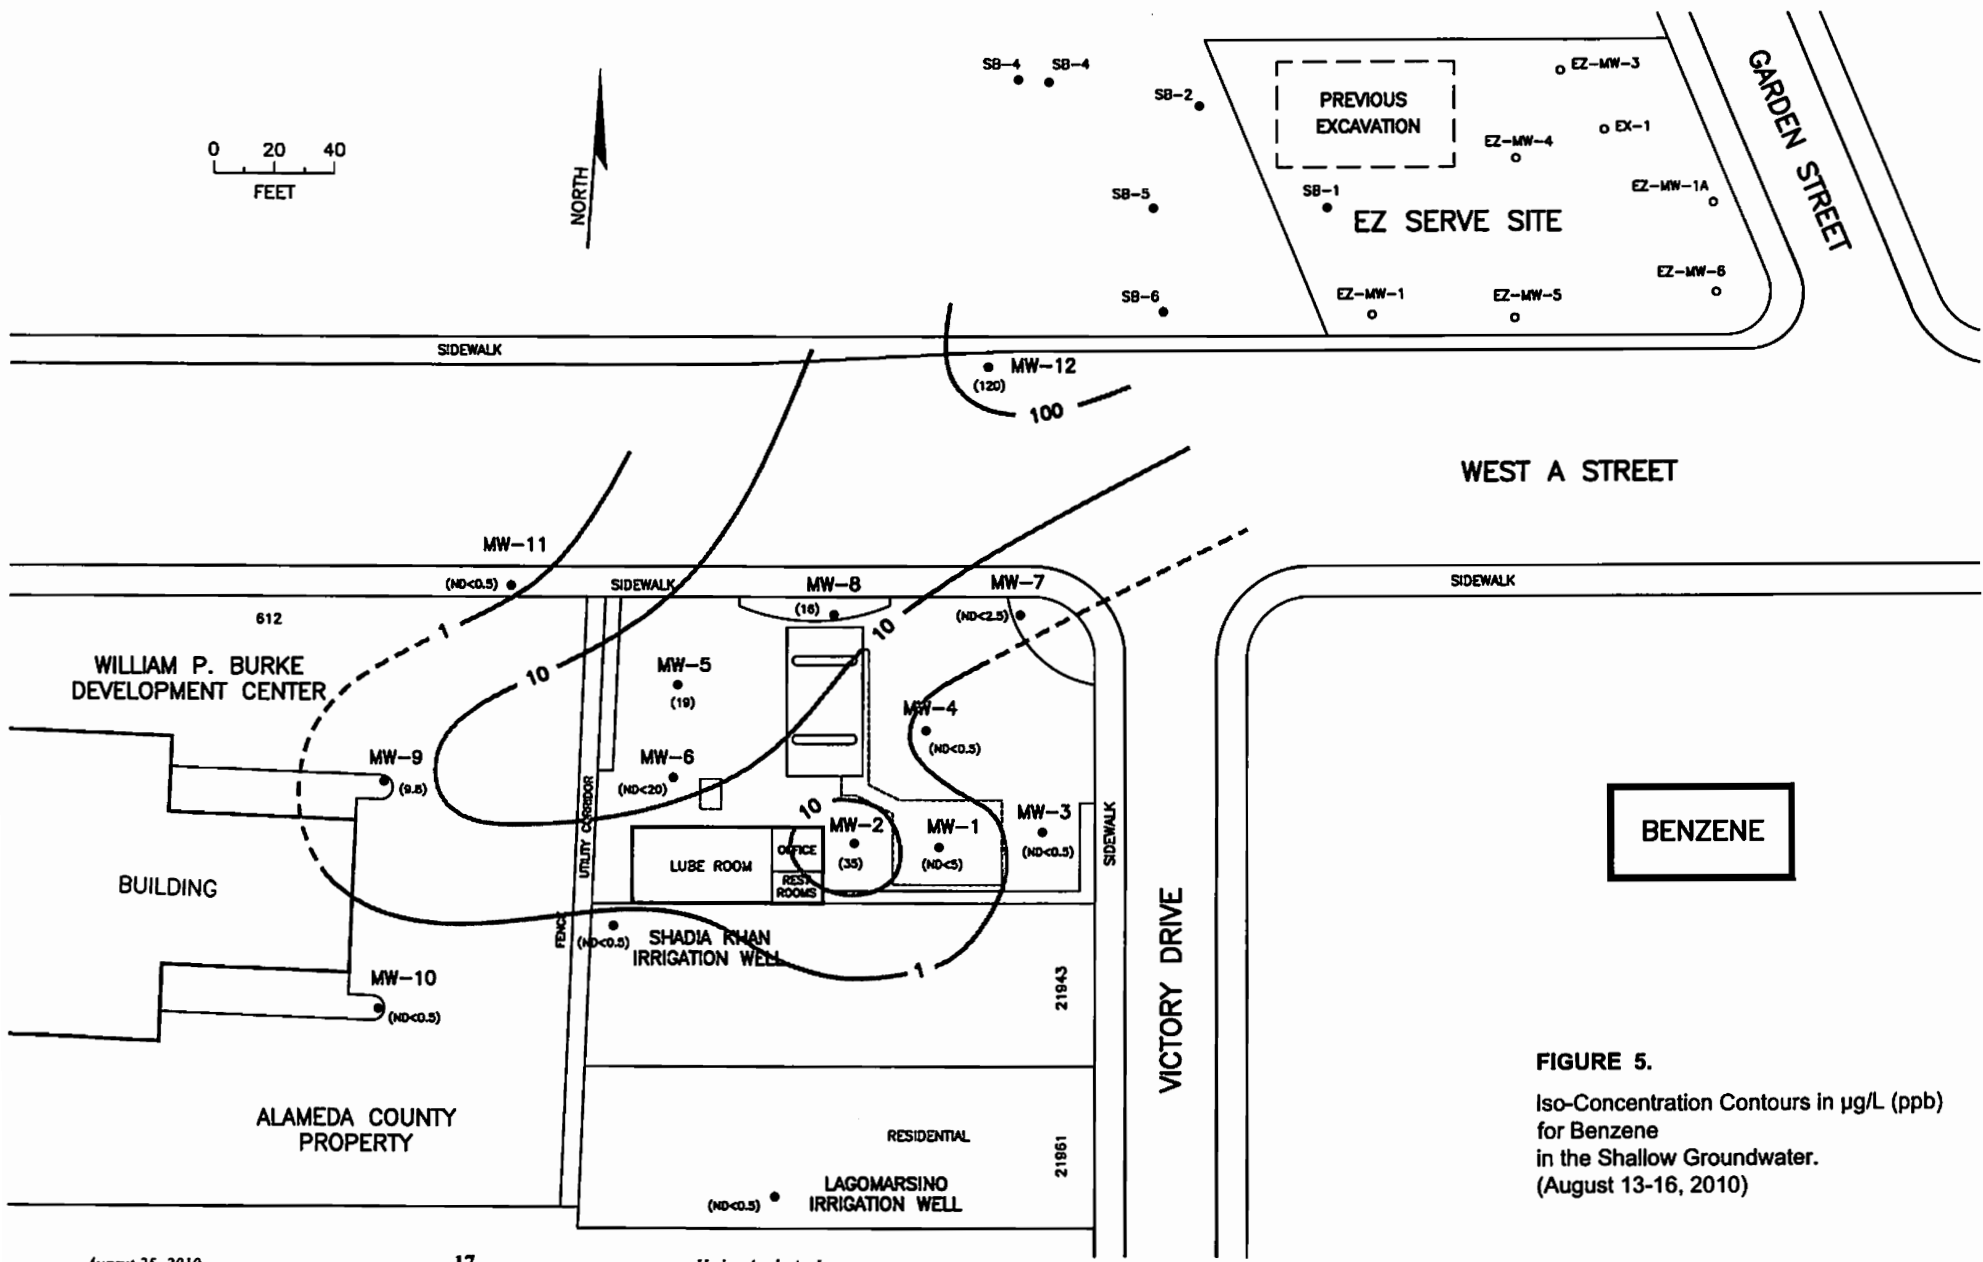 SB-4
SB-4
SB-2
PREVIOUS
EXCAVATION
EZ-MW-3
EX-1
EZ-MW-4
GARDEN STREET
0 20 40
FEET
NORTH
SB-5
SB-1
EZ-MW-1A
EZ SERVE SITE
SB-6
EZ-MW-1
EZ-MW-5
EZ-MW-6
SIDEWALK
MW-12
(120)
100
WEST A STREET
MW-11
(ND<0.5)
SIDEWALK
MW-8
(16)
MW-7
(ND<2.5)
SIDEWALK
612
1
10
10
WILLIAM P. BURKE
DEVELOPMENT CENTER
MW-5
(19)
MW-4
(ND<0.5)
MW-9
(9.8)
MW-6
(ND<20)
UTILITY CORRIDOR
10
MW-2
(35)
MW-1
(ND<5)
MW-3
(ND<0.5)
SIDEWALK
BENZENE
LUBE ROOM
OFFICE
REST
ROOMS
BUILDING
FENCE
(ND<0.5)
SHADIA KHAN
IRRIGATION WELL
1
21943
VICTORY DRIVE
MW-10
(ND<0.5)
ALAMEDA COUNTY
PROPERTY
RESIDENTIAL
21961
LAGOMARSINO
IRRIGATION WELL
(ND<0.5)
FIGURE 5.
Iso-Concentration Contours in µg/L (ppb)
for Benzene
in the Shallow Groundwater.
(August 13-16, 2010)
August 25, 2010
17